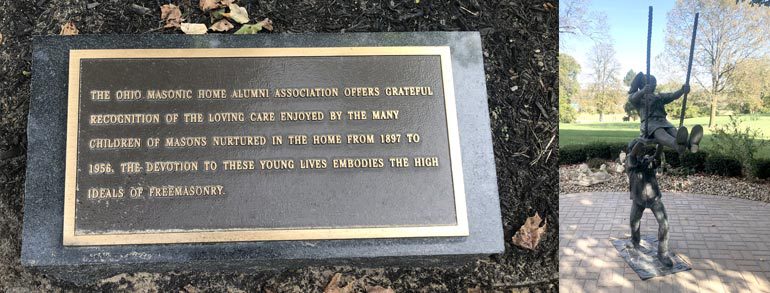 THE OHIO MASONIC HOME ALUMNI ASSOCIATION OFFERS GRATEFUL
RECOGNITION OF THE LOVING CARE ENJOYED BY THE MANY
CHILDREN OF MASONS NURTURED IN THE HOME FROM 1897 TO
1956. THE DEVOTION TO THESE YOUNG LIVES EMBODIES THE HIGH
IDEALS OF FREEMASONRY.